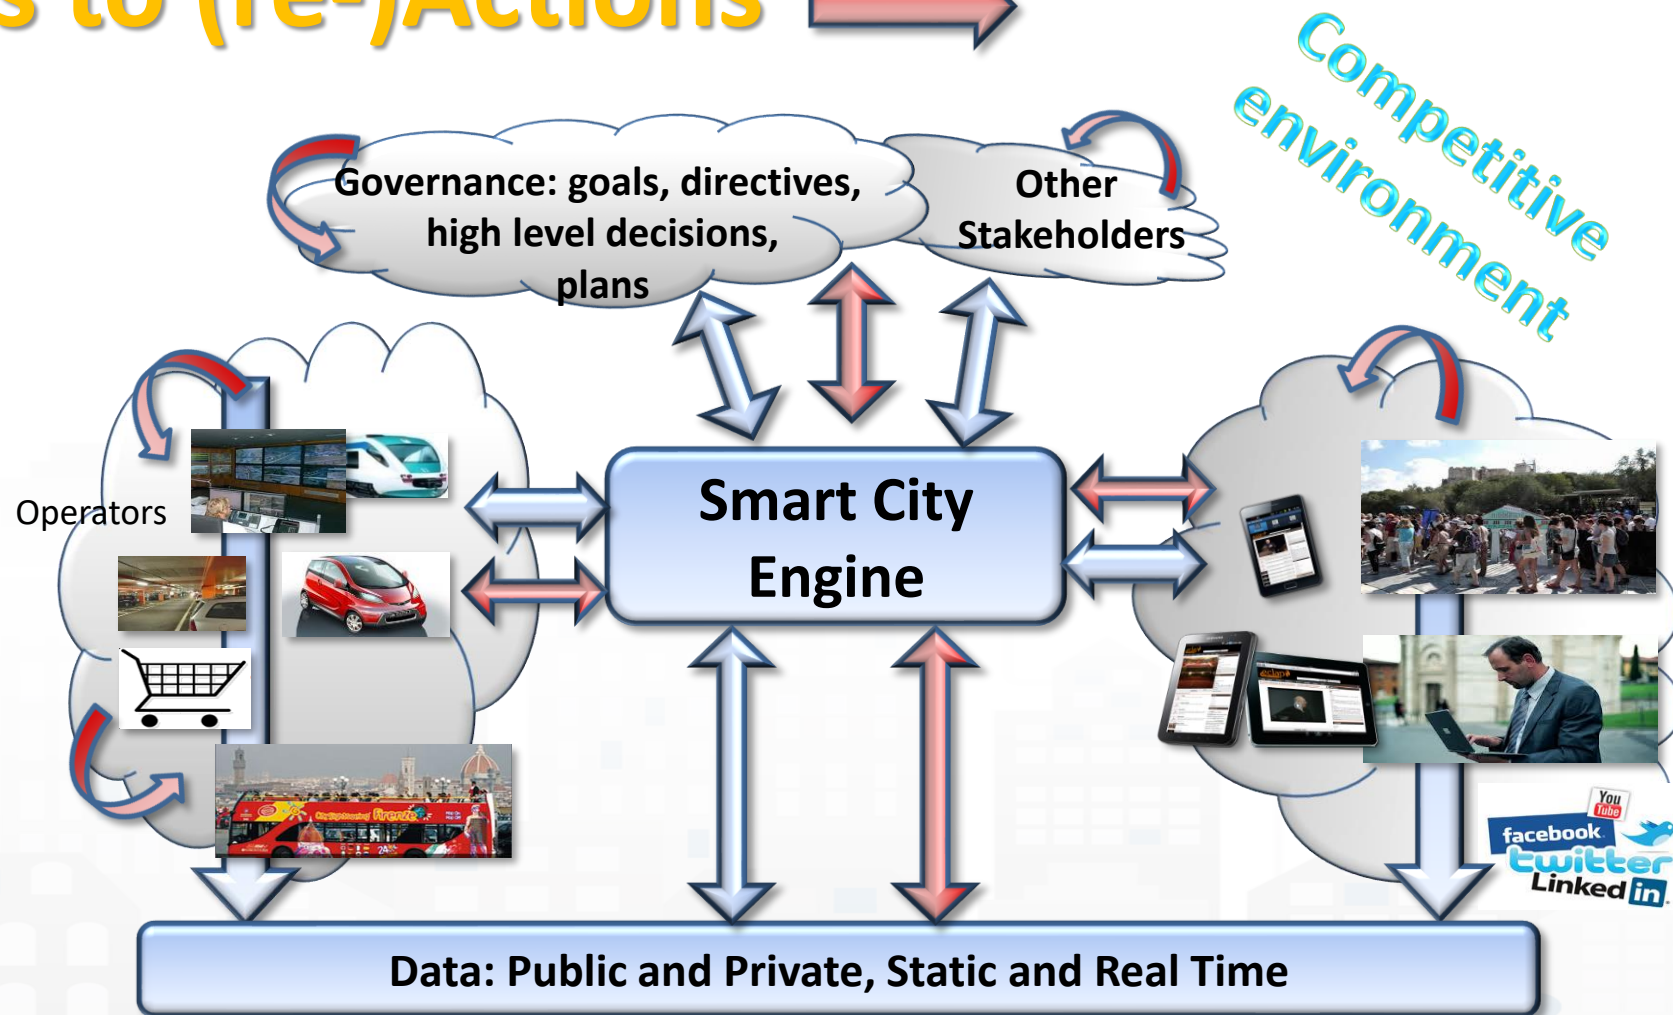 s to (re-)Actions
Competitive
environment
Governance: goals, directives,
high level decisions,
plans
Other
Stakeholders
Operators
Smart City
Engine
firenze
You
Tube
facebook
twitter
Linked in
Data: Public and Private, Static and Real Time